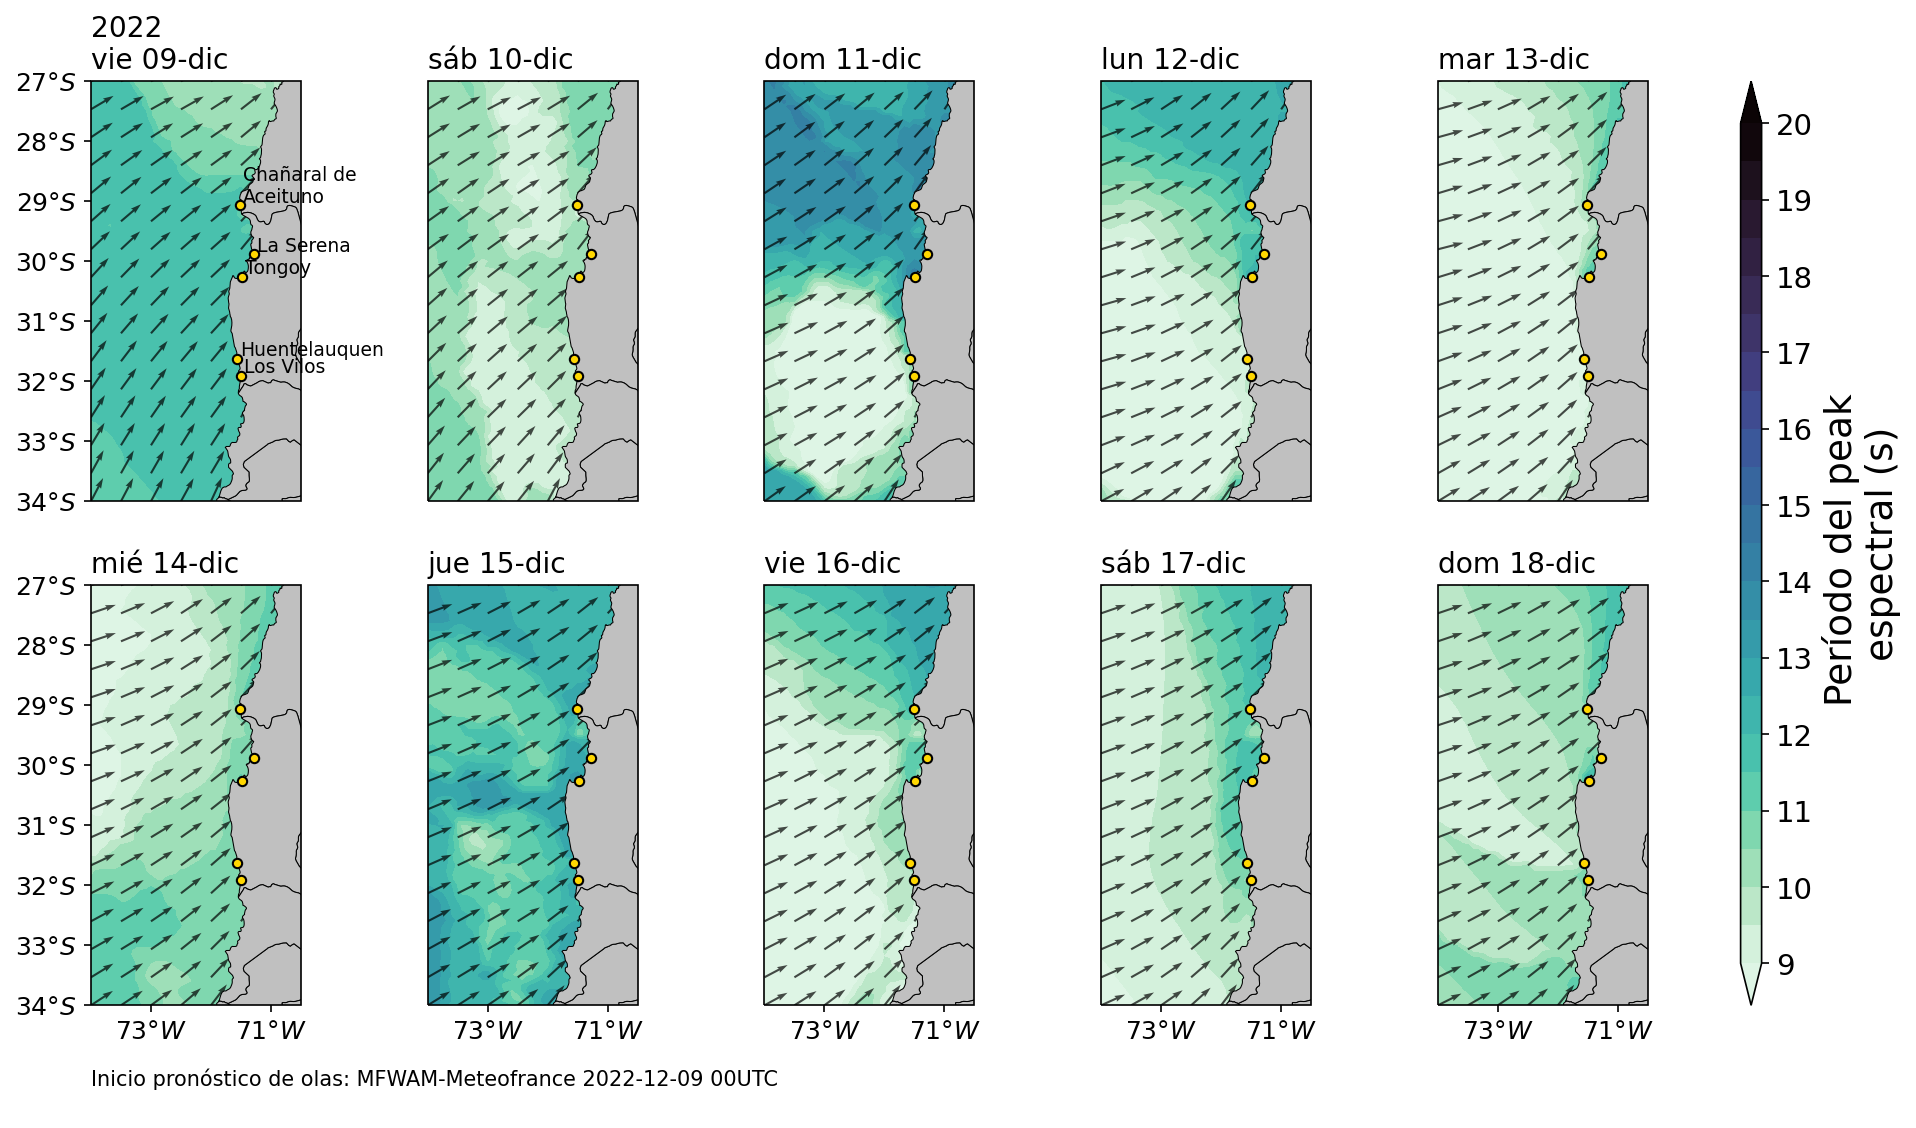 2022
vie 09-dic
sáb 10-dic
dom 11-dic
lun 12-dic
mar 13-dic
27°S
28°S
29°S
30°S
31°S
32°S
33°S
34°S
Chañaral de
Aceituno
La Serena
Tongoy
Huentelauquen
Los Vilos
mié 14-dic
jue 15-dic
vie 16-dic
sáb 17-dic
dom 18-dic
27°S
28°S
29°S
30°S
31°S
32°S
33°S
34°S
73°W 71°W
73°W 71°W
73°W 71°W
73°W 71°W
73°W 71°W
20
19
18
17
16
15
14
13
12
11
10
9
Período del peak
espectral (s)
Inicio pronóstico de olas: MFWAM-Meteofrance 2022-12-09 00UTC